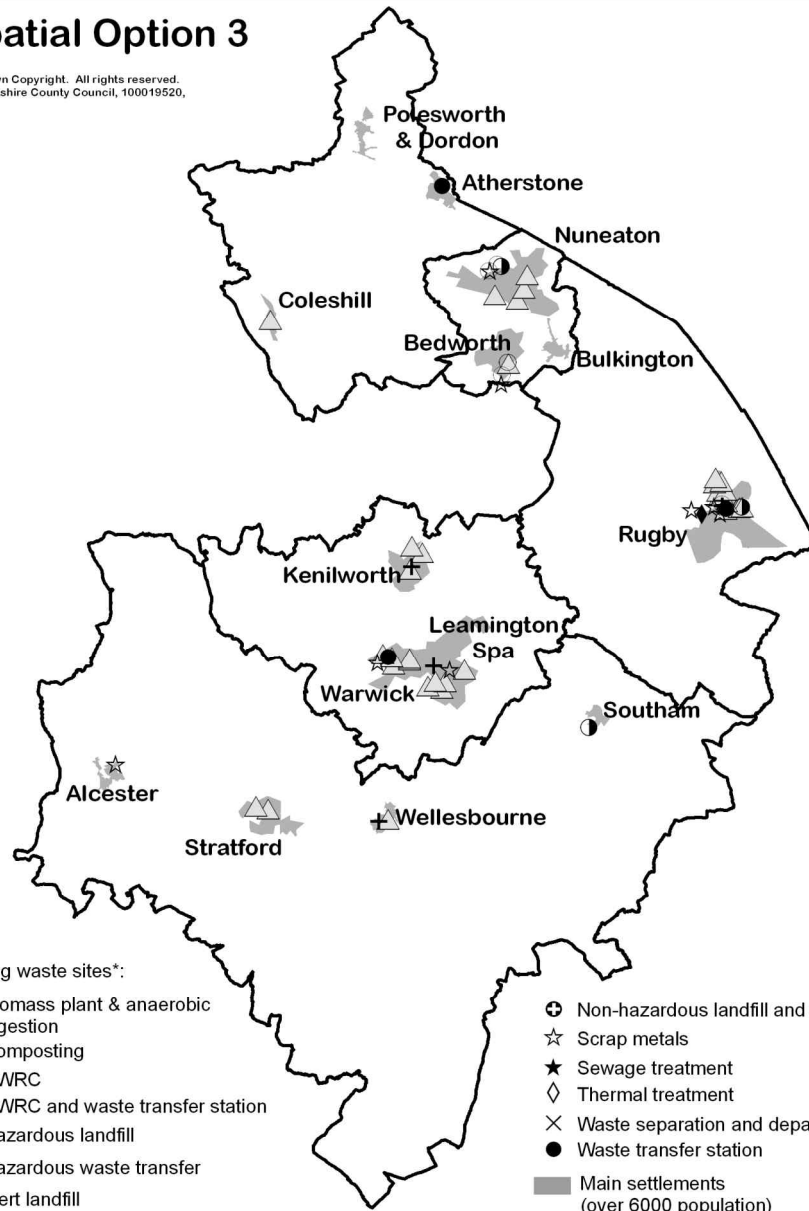 patial Option 3
n Copyright. All rights reserved.
shire County Council, 100019520,
Polesworth
& Dordon
Atherstone
Nuneaton
Coleshill
Bedworth
Bulkington
Rugby
Kenilworth
Leamington
Spa
Warwick
Southam
Alcester
Stratford
Wellesbourne
g waste sites*:
omass plant & anaerobic
gestion
omposting
WRC
WRC and waste transfer station
azardous landfill
azardous waste transfer
ert landfill
Non-hazardous landfill and
Scrap metals
Sewage treatment
Thermal treatment
Waste separation and depa
Waste transfer station
Main settlements
(over 6000 population)